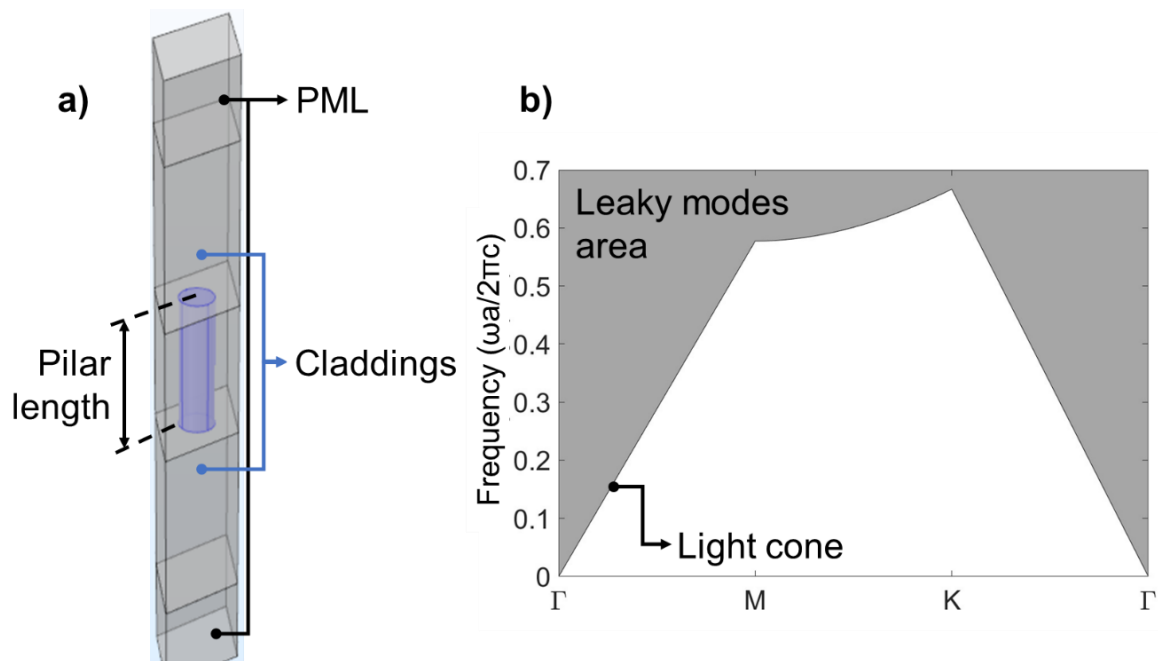 a)
PML
Pilar
length
Claddings
b)
Frequency (ωa/2πc)
0.7
0.6
0.5
0.4
0.3
0.2
0.1
0
Leaky modes
area
Light cone
Γ
M
K
Γ